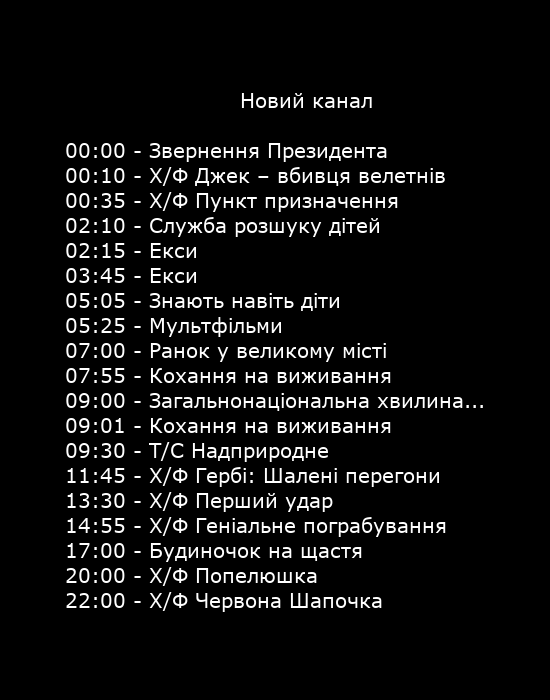 Новий канал
00:00 - Звернення Президента
00:10 - Х/Ф Джек – вбивця велетнів
00:35 - Х/Ф Пункт призначення
02:10 - Служба розшуку дітей
02:15 - Екси
03:45 - Екси
05:05 - Знають навіть діти
05:25 - Мультфільми
07:00 - Ранок у великому місті
07:55 - Кохання на виживання
09:00 - Загальнонаціональна хвилина...
09:01 - Кохання на виживання
09:30 - Т/С Надприродне
11:45 - Х/Ф Гербі: Шалені перегони
13:30 - Х/Ф Перший удар
14:55 - Х/Ф Геніальне пограбування
17:00 - Будиночок на щастя
20:00 - Х/Ф Попелюшка
22:00 - Х/Ф Червона Шапочка